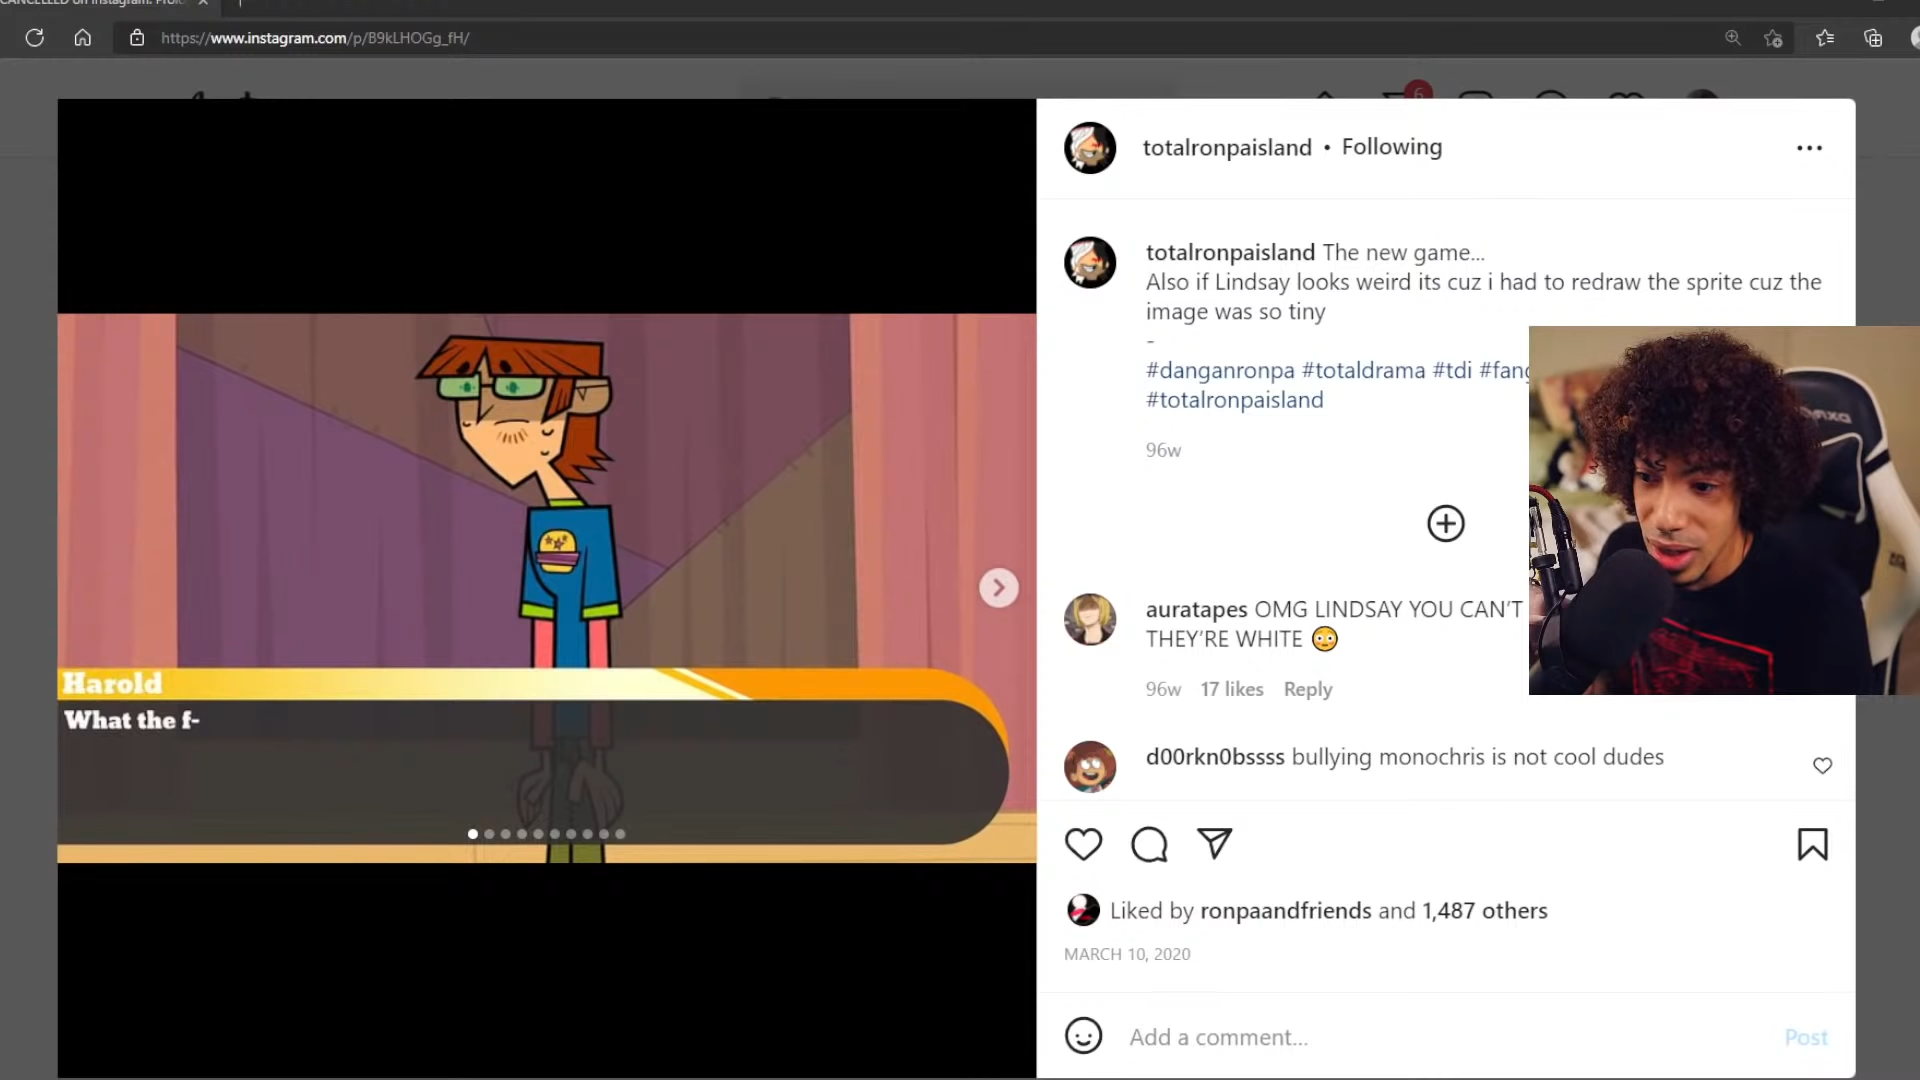 https://www.instagram.com/p/B9kLHOGg_fH/
6
totalronpaisland • Following
totalronpaisland The new game...
Also if Lindsay looks weird its cuz i had to redraw the sprite cuz the
image was so tiny
-
#danganronpa #totaldrama #tdi
#totalronpaisland
96w
auratapes OMG LINDSAY YOU CAN'T
THEY'RE WHITE 😳
96w 17 likes Reply
d00rkn0bssss bullying monochris is not cool dudes
Harold
What the f-
Liked by ronpaandfriends and 1,487 others
MARCH 10, 2020
Add a comment... Post